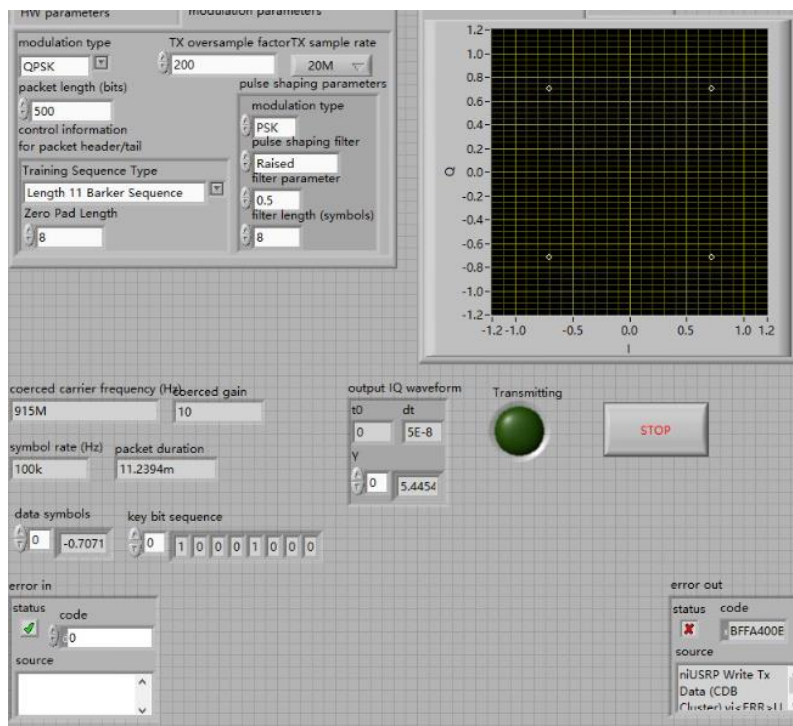 HW parameters
modulation parameters
modulation type
TX oversample factor
TX sample rate
QPSK
200
20M
packet length (bits)
500
pulse shaping parameters
modulation type
PSK
control information
for packet header/tail
pulse shaping filter
Raised
Training Sequence Type
Length 11 Barker Sequence
filter parameter
0.5
Zero Pad Length
8
filter length (symbols)
8
1.2
1.0
0.8
0.6
0.4
0.2
0.0
-0.2
-0.4
-0.6
-0.8
-1.0
-1.2
Q
-1.2 -1.0 -0.5 0.0 0.5 1.0 1.2
I
coerced carrier frequency (Hz)
coerced gain
915M
10
symbol rate (Hz)
packet duration
100k
11.2394m
output IQ waveform
t0 dt
0 5E-8
Y
0 5.4454
Transmitting
STOP
data symbols
0 -0.7071
key bit sequence
0 1 0 0 0 1 0 0 0
error in
status code
0
source
error out
status code
BFFA400E
source
niUSRP Write Tx
Data (CDB
Cluster).vi<ERR>U